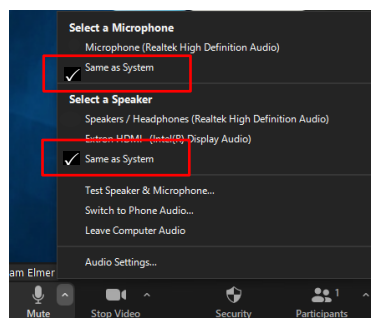 Select a Microphone
Microphone (Realtek High Definition Audio)
Same as System
Select a Speaker
Speakers / Headphones (Realtek High Definition Audio)
Extron HDMI (Intel(R) Display Audio)
Same as System
Test Speaker & Microphone...
Switch to Phone Audio...
Leave Computer Audio
Audio Settings...
am Elmer
1
Mute Stop Video Security Participants